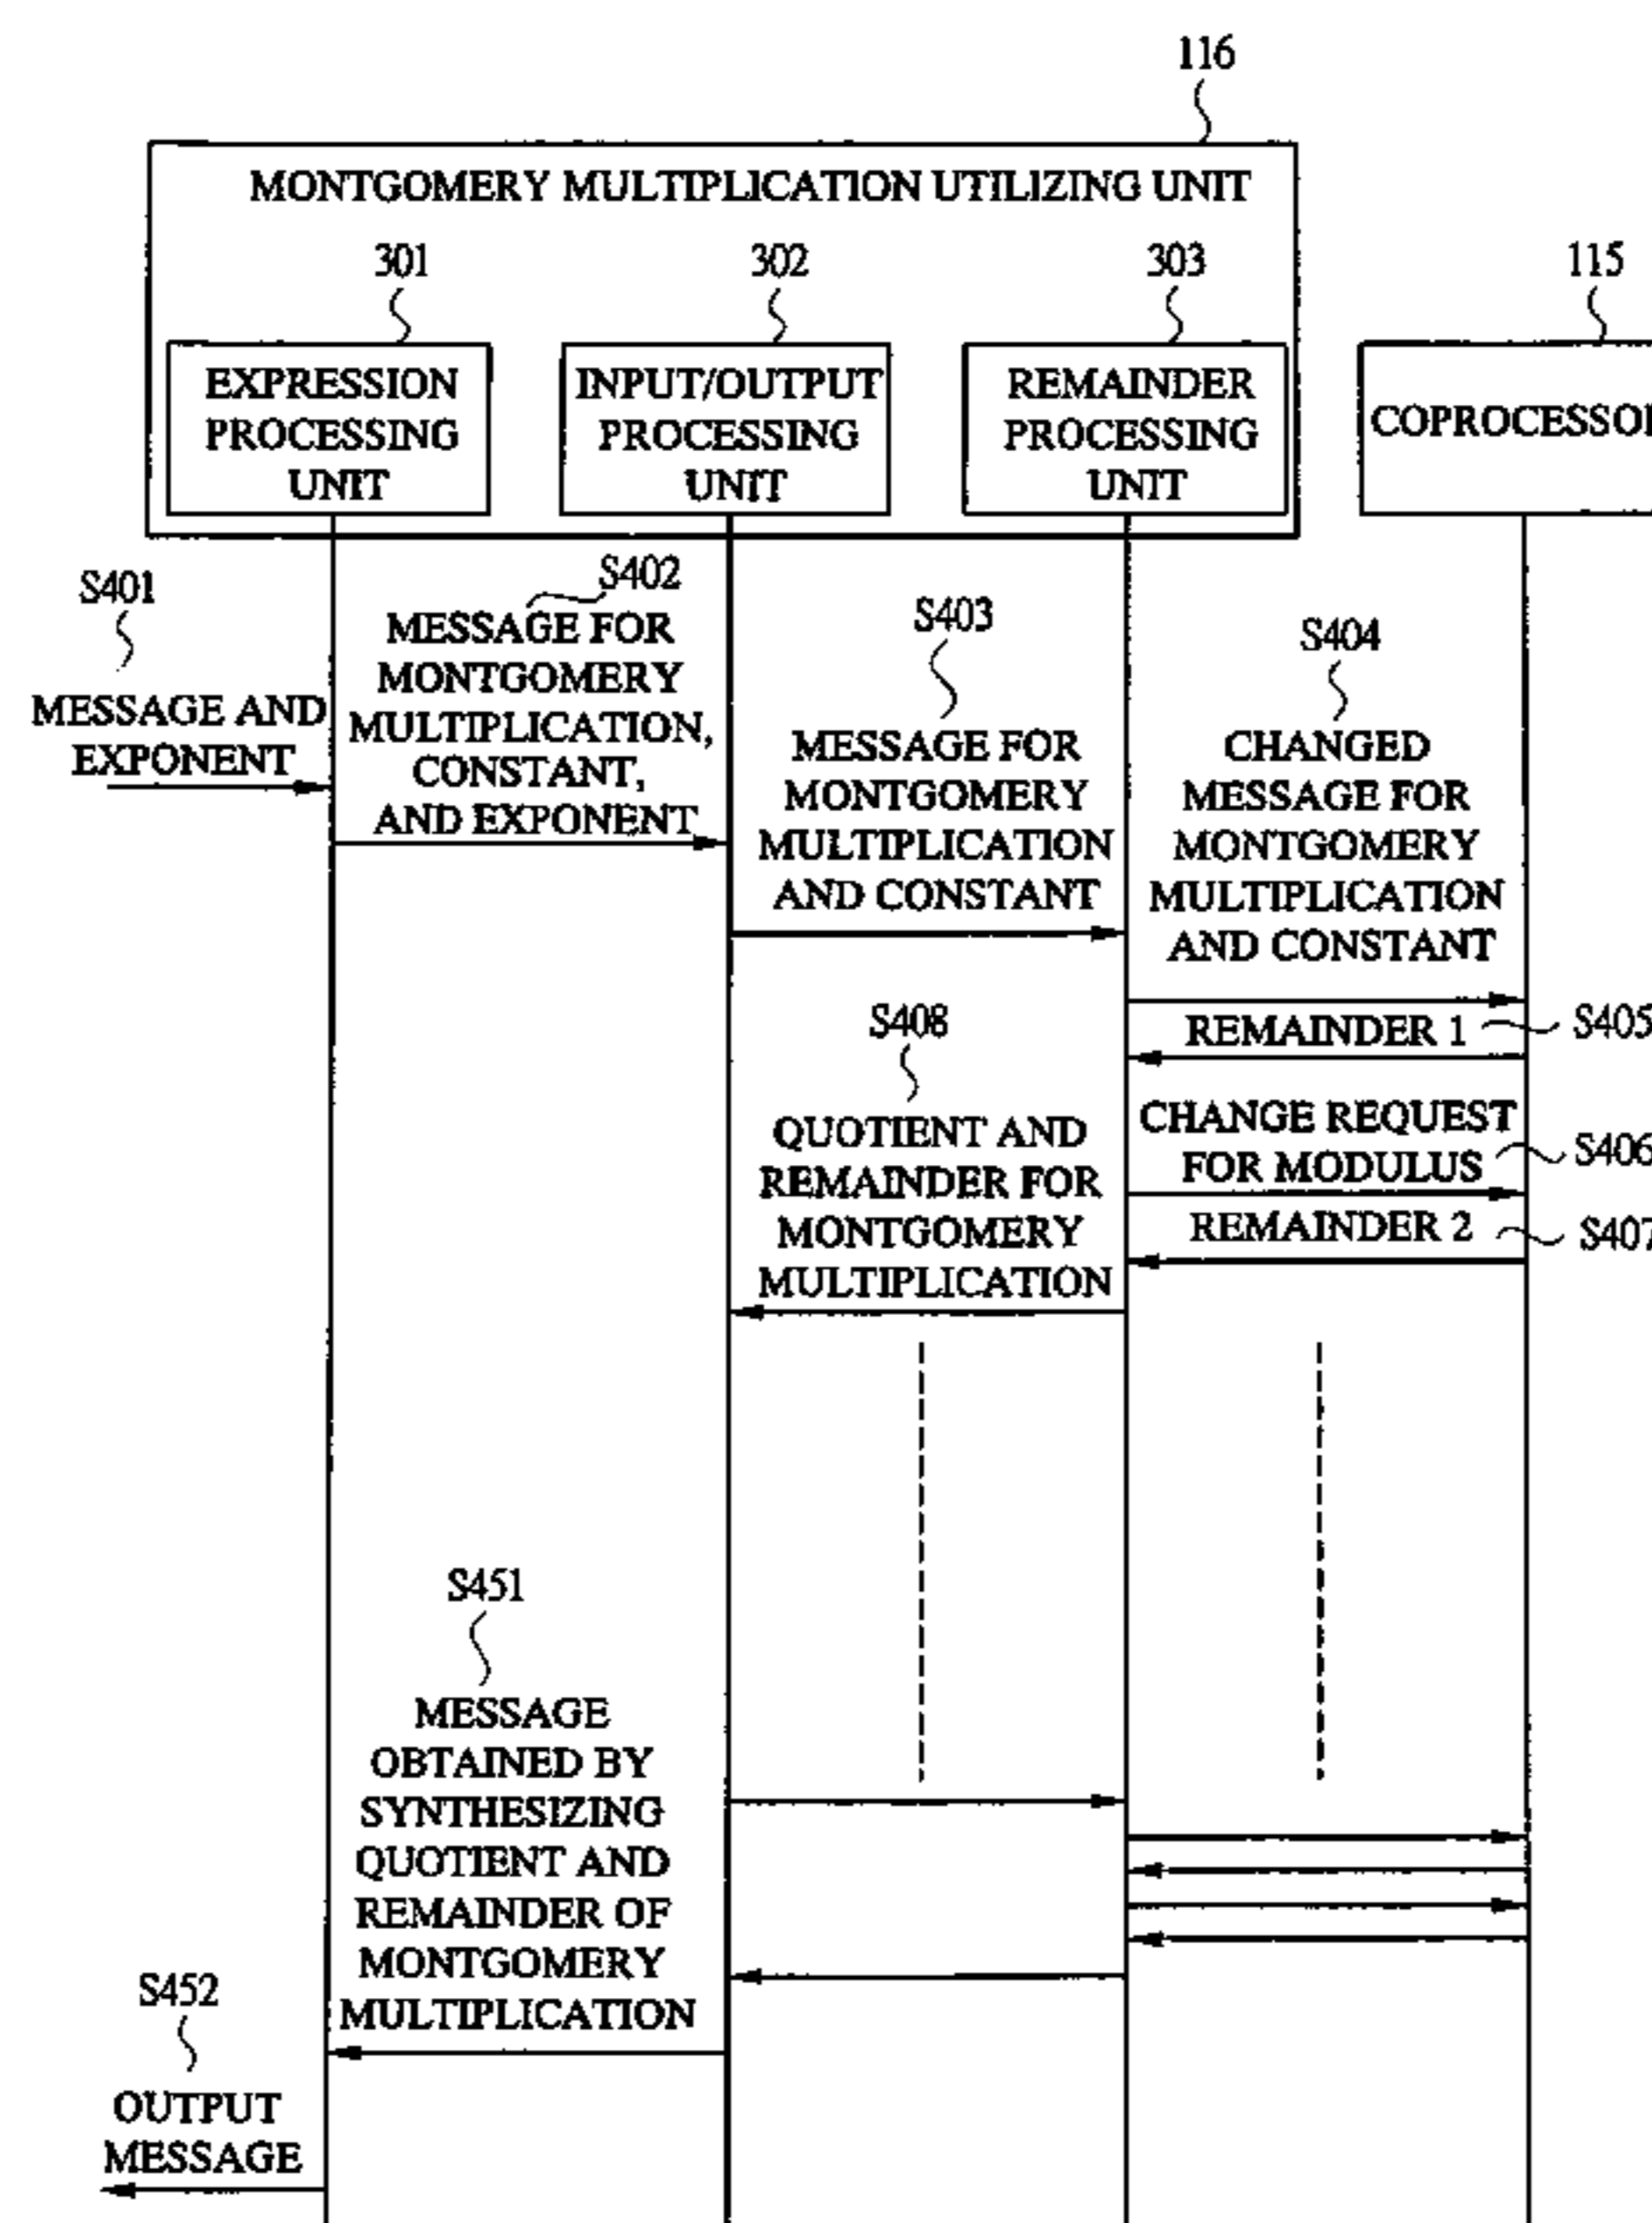 116
MONTGOMERY MULTIPLICATION UTILIZING UNIT
301
302
303
115
EXPRESSION
PROCESSING
UNIT
INPUT/OUTPUT
PROCESSING
UNIT
REMAINDER
PROCESSING
UNIT
COPROCESSOR
S401
MESSAGE AND
EXPONENT
S402
MESSAGE FOR
MONTGOMERY
MULTIPLICATION,
CONSTANT,
AND EXPONENT
S403
MESSAGE FOR
MONTGOMERY
MULTIPLICATION
AND CONSTANT
S404
CHANGED
MESSAGE FOR
MONTGOMERY
MULTIPLICATION
AND CONSTANT
REMAINDER 1
S405
CHANGE REQUEST
FOR MODULUS
S406
REMAINDER 2
S407
S408
QUOTIENT AND
REMAINDER FOR
MONTGOMERY
MULTIPLICATION
S451
MESSAGE
OBTAINED BY
SYNTHESIZING
QUOTIENT AND
REMAINDER OF
MONTGOMERY
MULTIPLICATION
S452
OUTPUT
MESSAGE